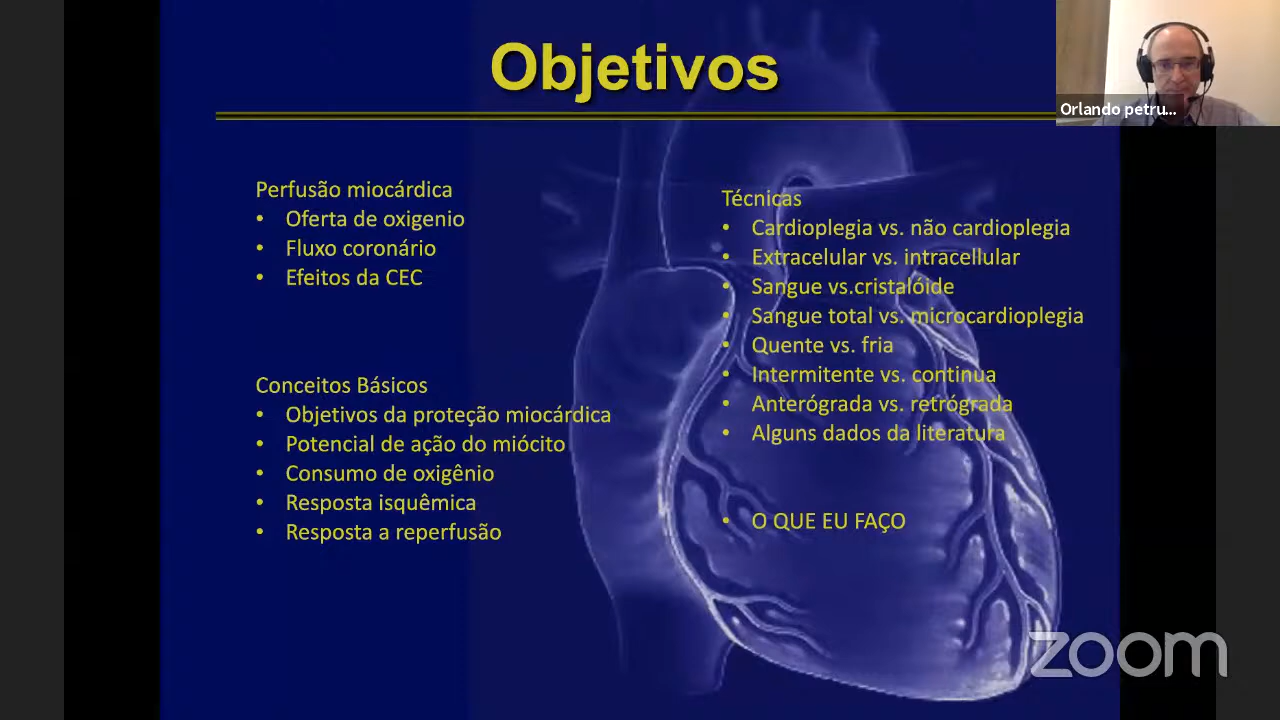 Objetivos
Orlando petru...
Perfusão miocárdica
• Oferta de oxigenio
• Fluxo coronário
• Efeitos da CEC
Conceitos Básicos
• Objetivos da proteção miocárdica
• Potencial de ação do miócito
• Consumo de oxigênio
• Resposta isquêmica
• Resposta a reperfusão
Técnicas
• Cardioplegia vs. não cardioplegia
• Extracelular vs. intracellular
• Sangue vs.cristalóide
• Sangue total vs. microcardioplegia
• Quente vs. fria
• Intermitente vs. continua
• Anterógrada vs. retrógrada
• Alguns dados da literatura
• O QUE EU FAÇO
zoom